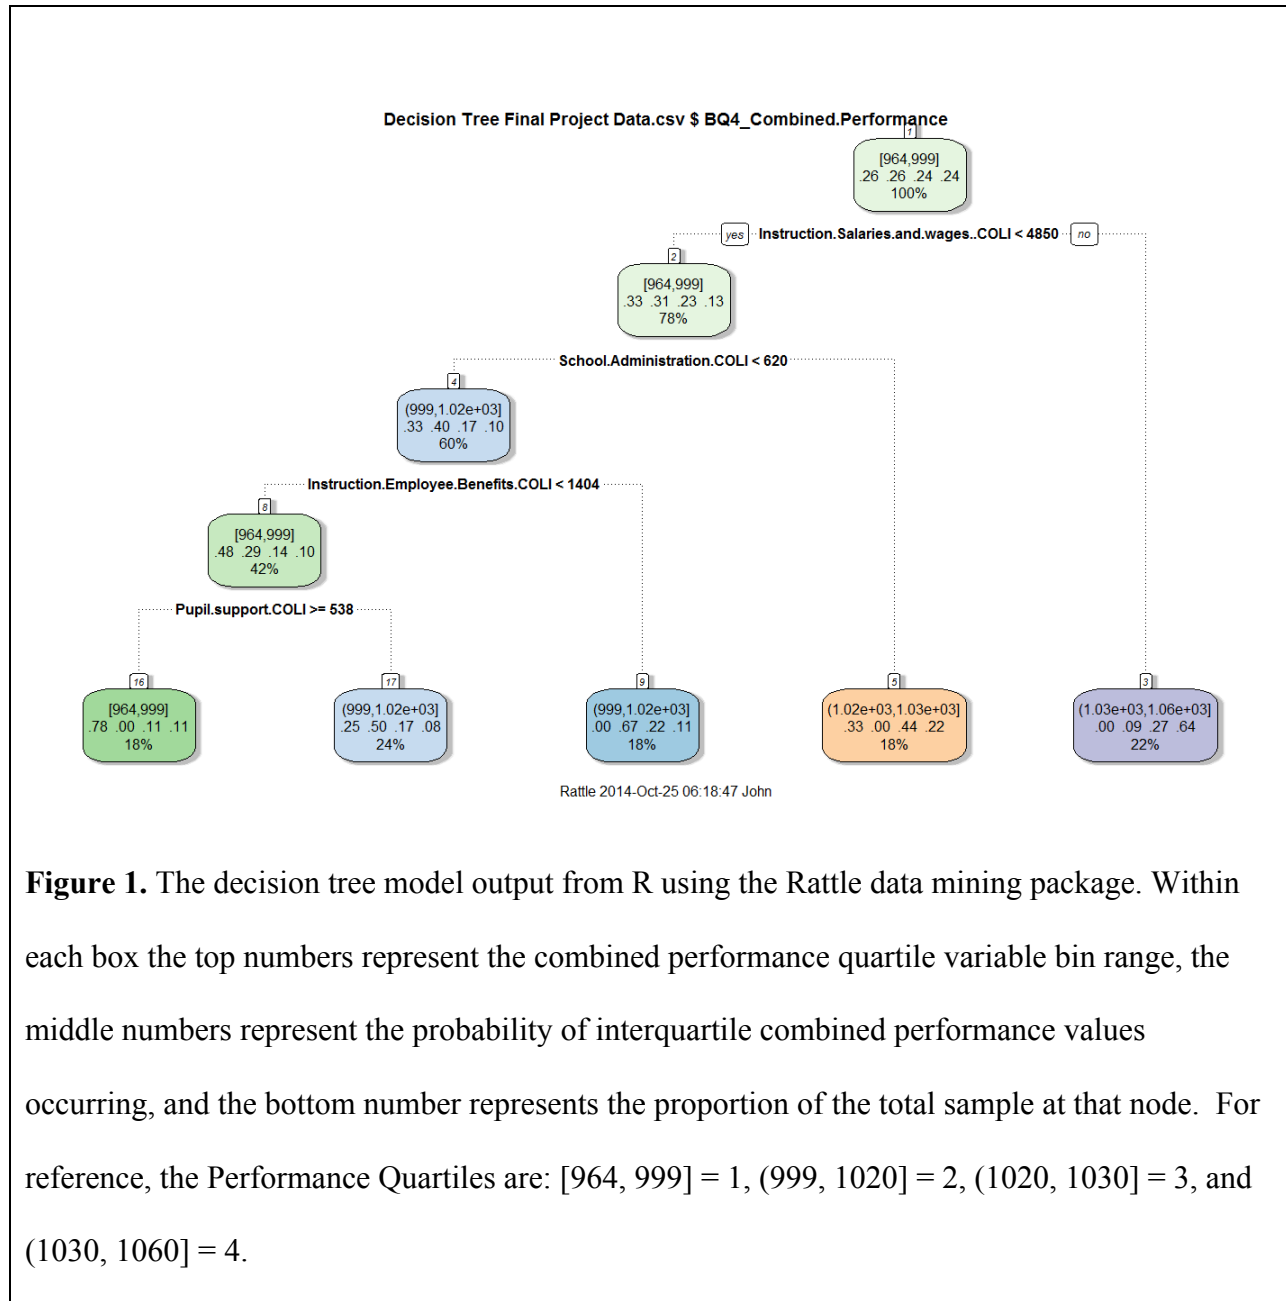 Decision Tree Final Project Data.csv $ BQ4_Combined.Performance
1
[964,999]
.26 .26 .24 .24
100%
yes Instruction.Salaries.and.wages..COLI < 4850 no
2
[964,999]
.33 .31 .23 .13
78%
School.Administration.COLI < 620
4
(999,1.02e+03]
.33 .40 .17 .10
60%
Instruction.Employee.Benefits.COLI < 1404
8
[964,999]
.48 .29 .14 .10
42%
Pupil.support.COLI >= 538
16
[964,999]
.78 .00 .11 .11
18%
17
(999,1.02e+03]
.25 .50 .17 .08
24%
9
(999,1.02e+03]
.00 .67 .22 .11
18%
5
(1.02e+03,1.03e+03]
.33 .00 .44 .22
18%
3
(1.03e+03,1.06e+03]
.00 .09 .27 .64
22%
Rattle 2014-Oct-25 06:18:47 John
Figure 1. The decision tree model output from R using the Rattle data mining package. Within
each box the top numbers represent the combined performance quartile variable bin range, the
middle numbers represent the probability of interquartile combined performance values
occurring, and the bottom number represents the proportion of the total sample at that node. For
reference, the Performance Quartiles are: [964, 999] = 1, (999, 1020] = 2, (1020, 1030] = 3, and
(1030, 1060] = 4.